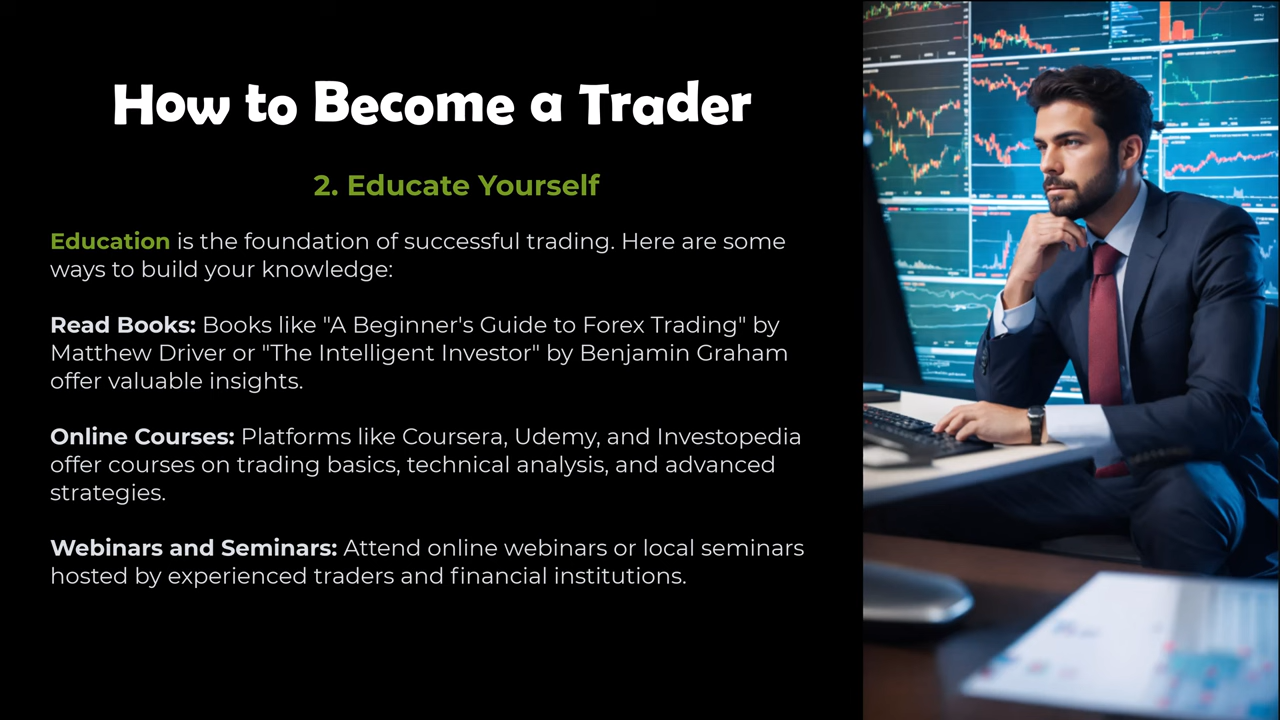 How to Become a Trader
2. Educate Yourself
Education is the foundation of successful trading. Here are some
ways to build your knowledge:
Read Books: Books like "A Beginner's Guide to Forex Trading" by
Matthew Driver or "The Intelligent Investor" by Benjamin Graham
offer valuable insights.
Online Courses: Platforms like Coursera, Udemy, and Investopedia
offer courses on trading basics, technical analysis, and advanced
strategies.
Webinars and Seminars: Attend online webinars or local seminars
hosted by experienced traders and financial institutions.